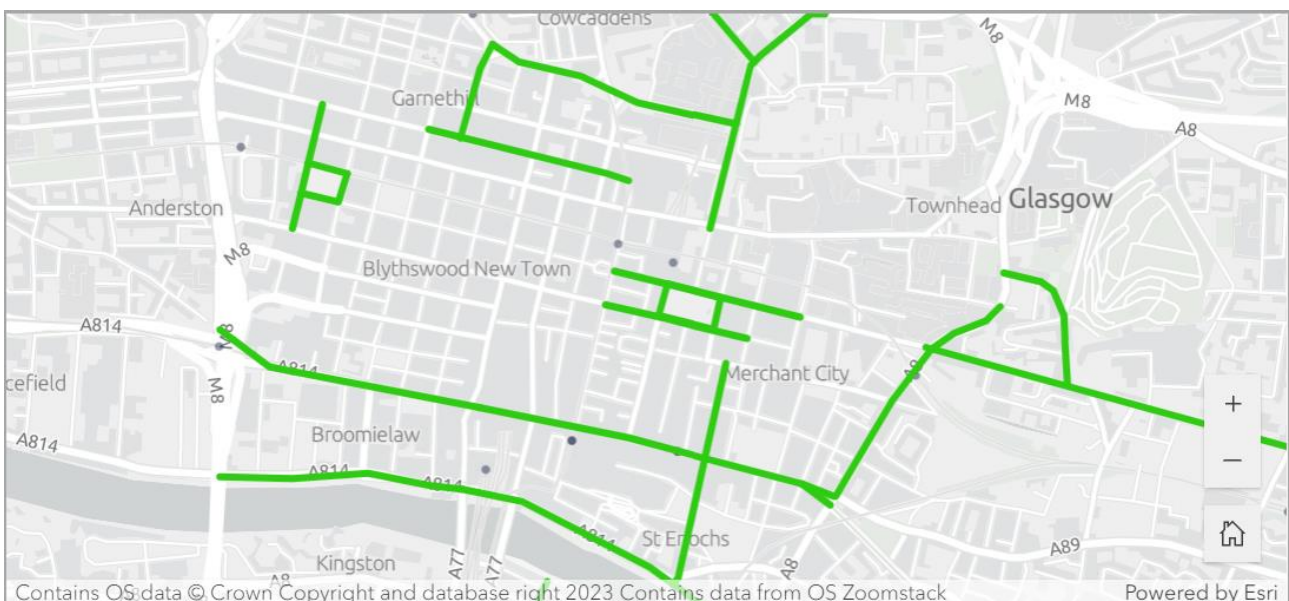 Cowcaddens
M8
Garnethill
M8
A8
Anderston
Townhead
Glasgow
M8
Blythswood New Town
A814
M8
A814
A8
Merchant City
M8
cefield
+
Broomielaw
A814
A814
A814
−
A814
St Enochs
Kingston
A77
A77
A8
A8
A89
Contains OS data © Crown Copyright and database right 2023 Contains data from OS Zoomstack
Powered by Esri